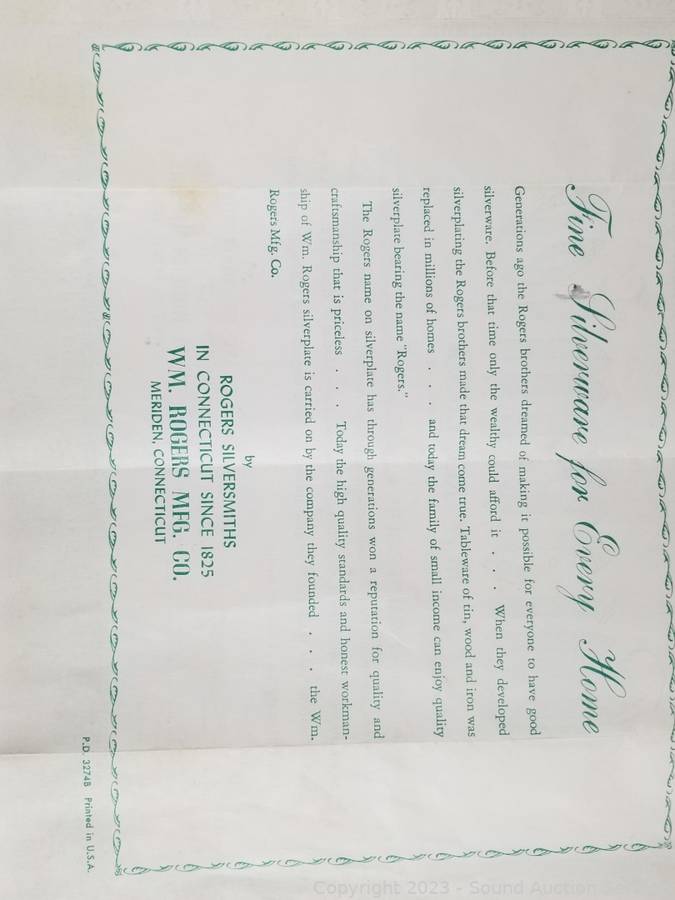 Fine Silverware for Every Home
Generations ago the Rogers brothers dreamed of making it possible for everyone to have good
silverware. Before that time only the wealthy could afford it . . . When they developed
silverplating the Rogers brothers made that dream come true. Tableware of tin, wood and iron was
replaced in millions of homes . . . and today the family of small income can enjoy quality
silverplate bearing the name "Rogers."
The Rogers name on silverplate has through generations won a reputation for quality and
craftsmanship that is priceless . . . Today the high quality standards and honest workman-
ship of Wm. Rogers silverplate is carried on by the company they founded . . . the Wm.
Rogers Mfg. Co.
by
ROGERS SILVERSMITHS
IN CONNECTICUT SINCE 1825
WM. ROGERS MFG. CO.
MERIDEN, CONNECTICUT
P.D. 3274B Printed in U.S.A.
Copyright 2023 - Sound Auction